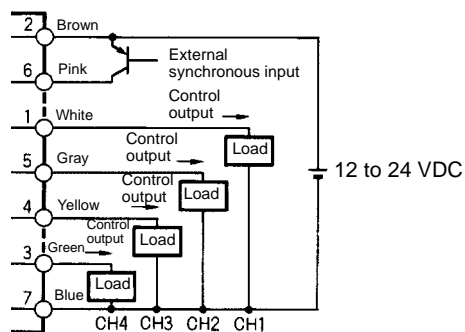 2 Brown
External
synchronous input
6 Pink
Control
output
1 White
Load
Control
output
5 Gray
12 to 24 VDC
Load
Control
output
4 Yellow
Load
Control
output
3 Green
Load
7 Blue
CH4 CH3 CH2 CH1